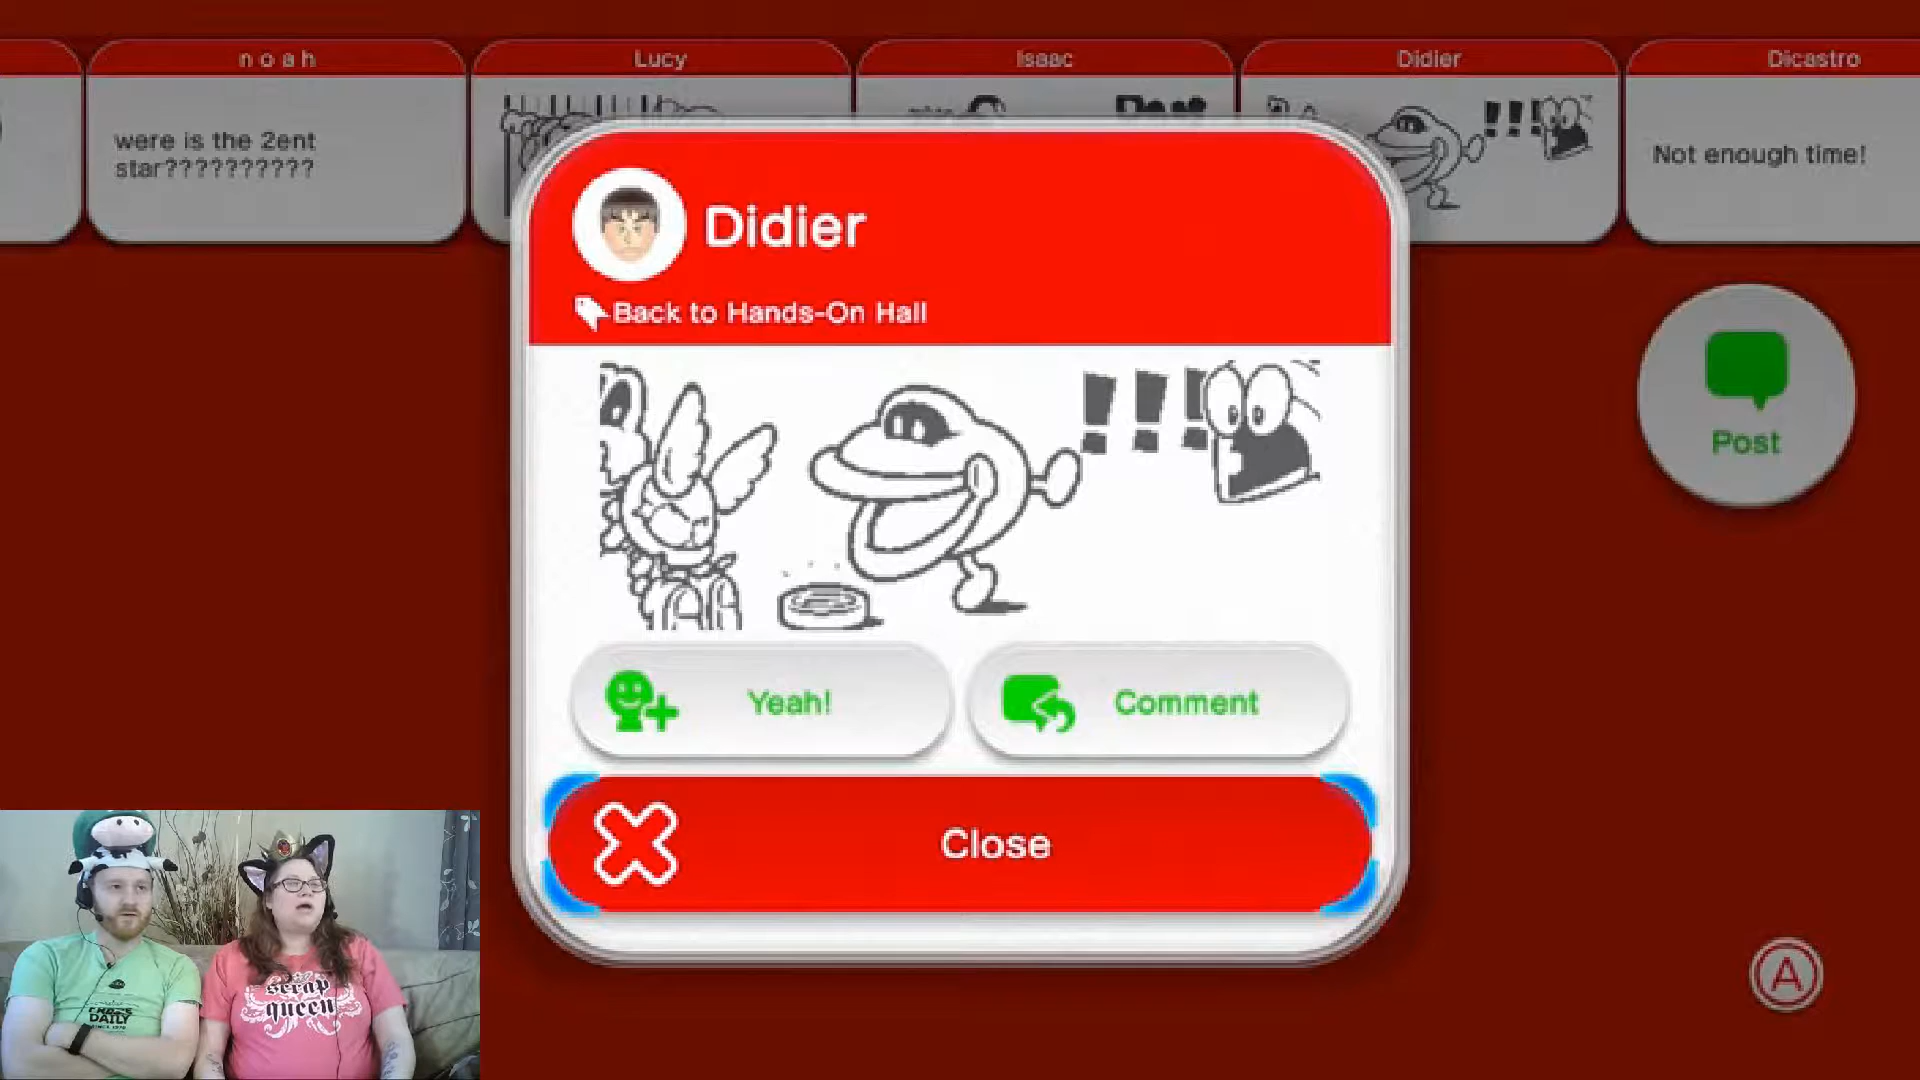 n o a h
Lucy
Isaac
Didier
Dicastro
were is the 2ent
star??????????
!!!
Not enough time!
Didier
Back to Hands-On Hall
!!!
Post
Yeah!
Comment
Close
A
scrap
queen
DAILY